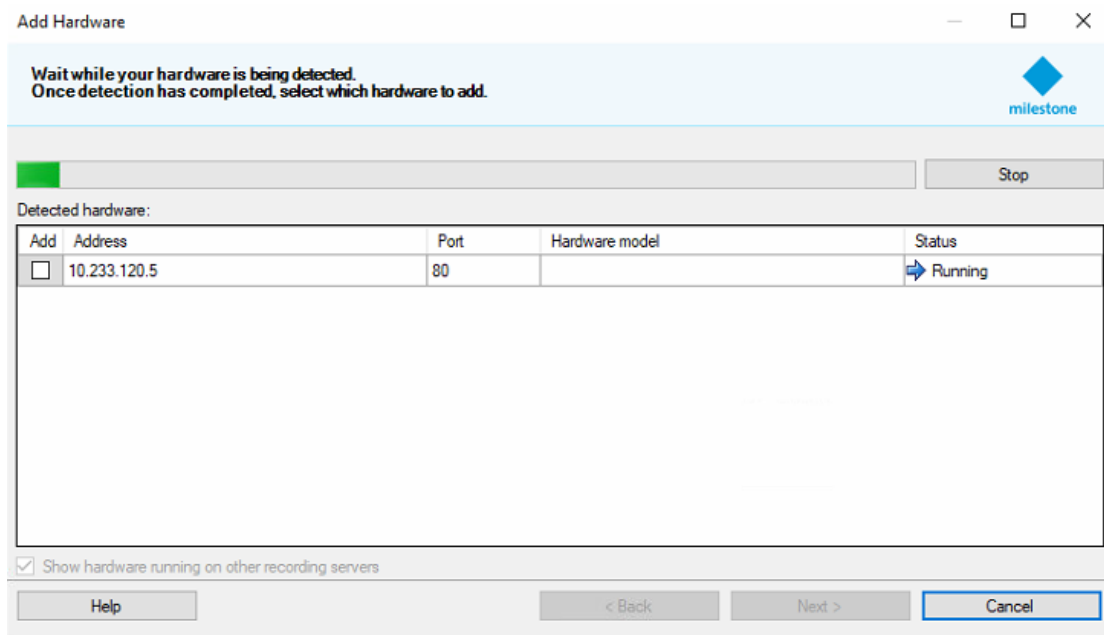 Add Hardware
Wait while your hardware is being detected.
Once detection has completed, select which hardware to add.
milestone
Stop
Detected hardware:
Add Address Port Hardware model Status
10.233.120.5 80 Running
Show hardware running on other recording servers
Help < Back Next > Cancel